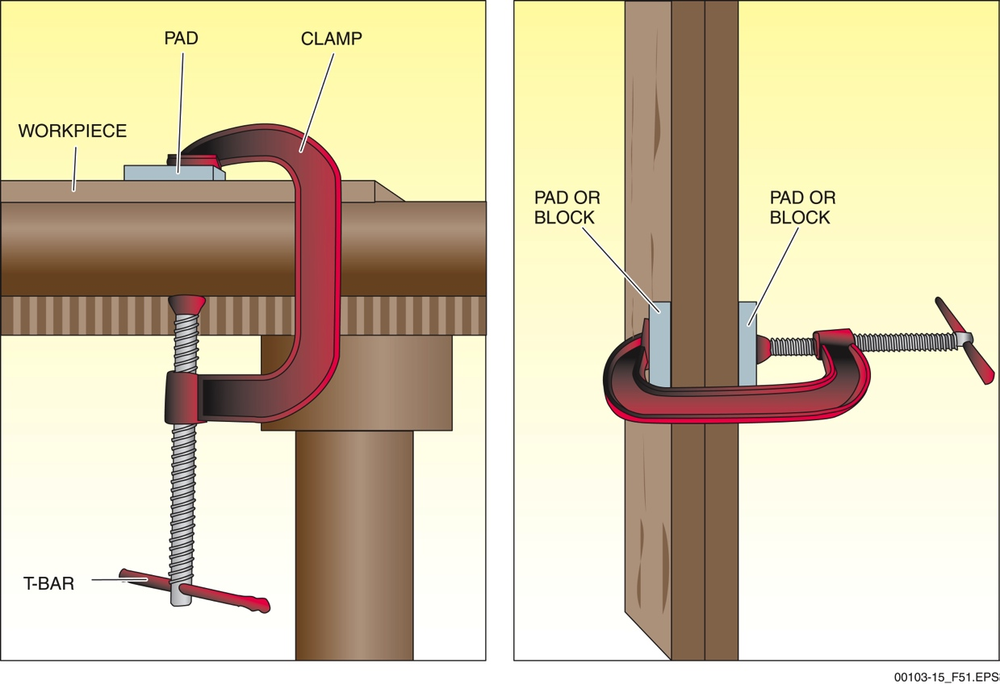 PAD
CLAMP
WORKPIECE
T-BAR
PAD OR
BLOCK
PAD OR
BLOCK
00103-15_F51.EPS